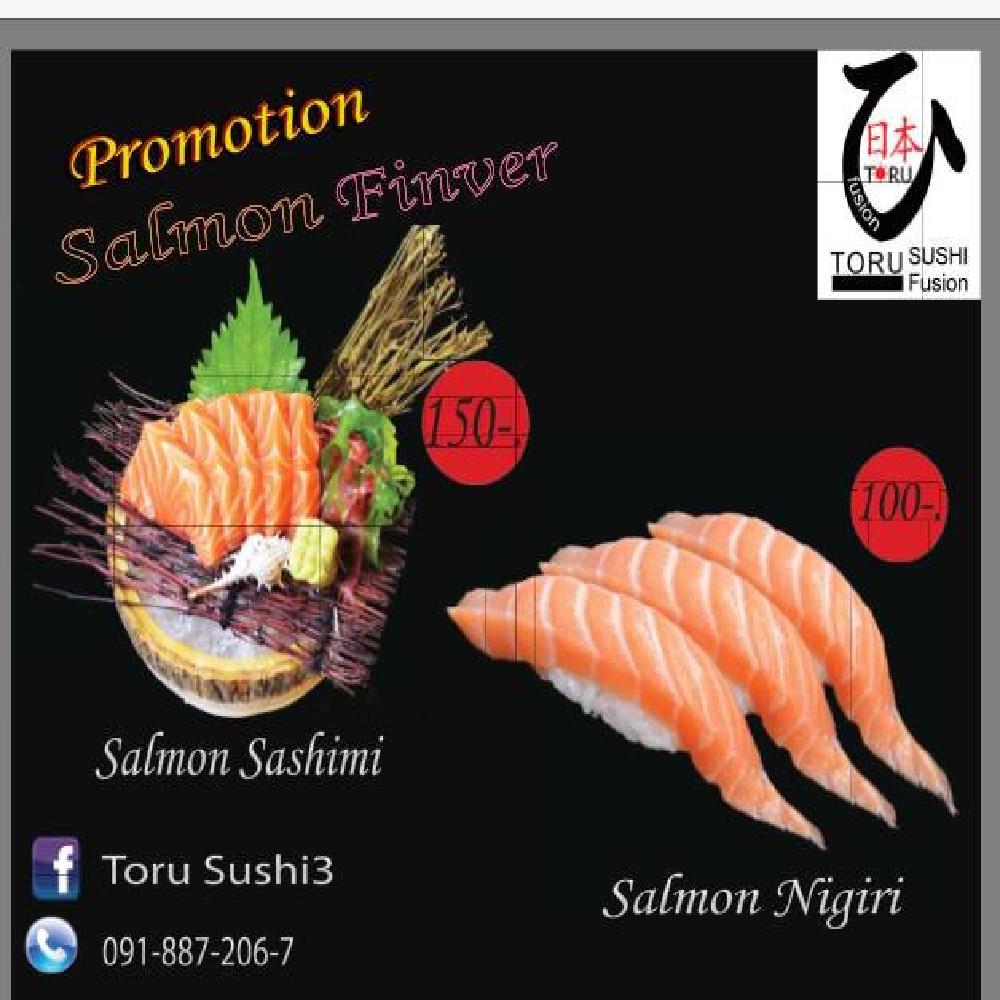 Promotion
Salmon Finver
日本
TORU
fusion
TORU SUSHI
Fusion
150-.
100-.
Salmon Sashimi
Salmon Nigiri
Toru Sushi3
091-887-206-7